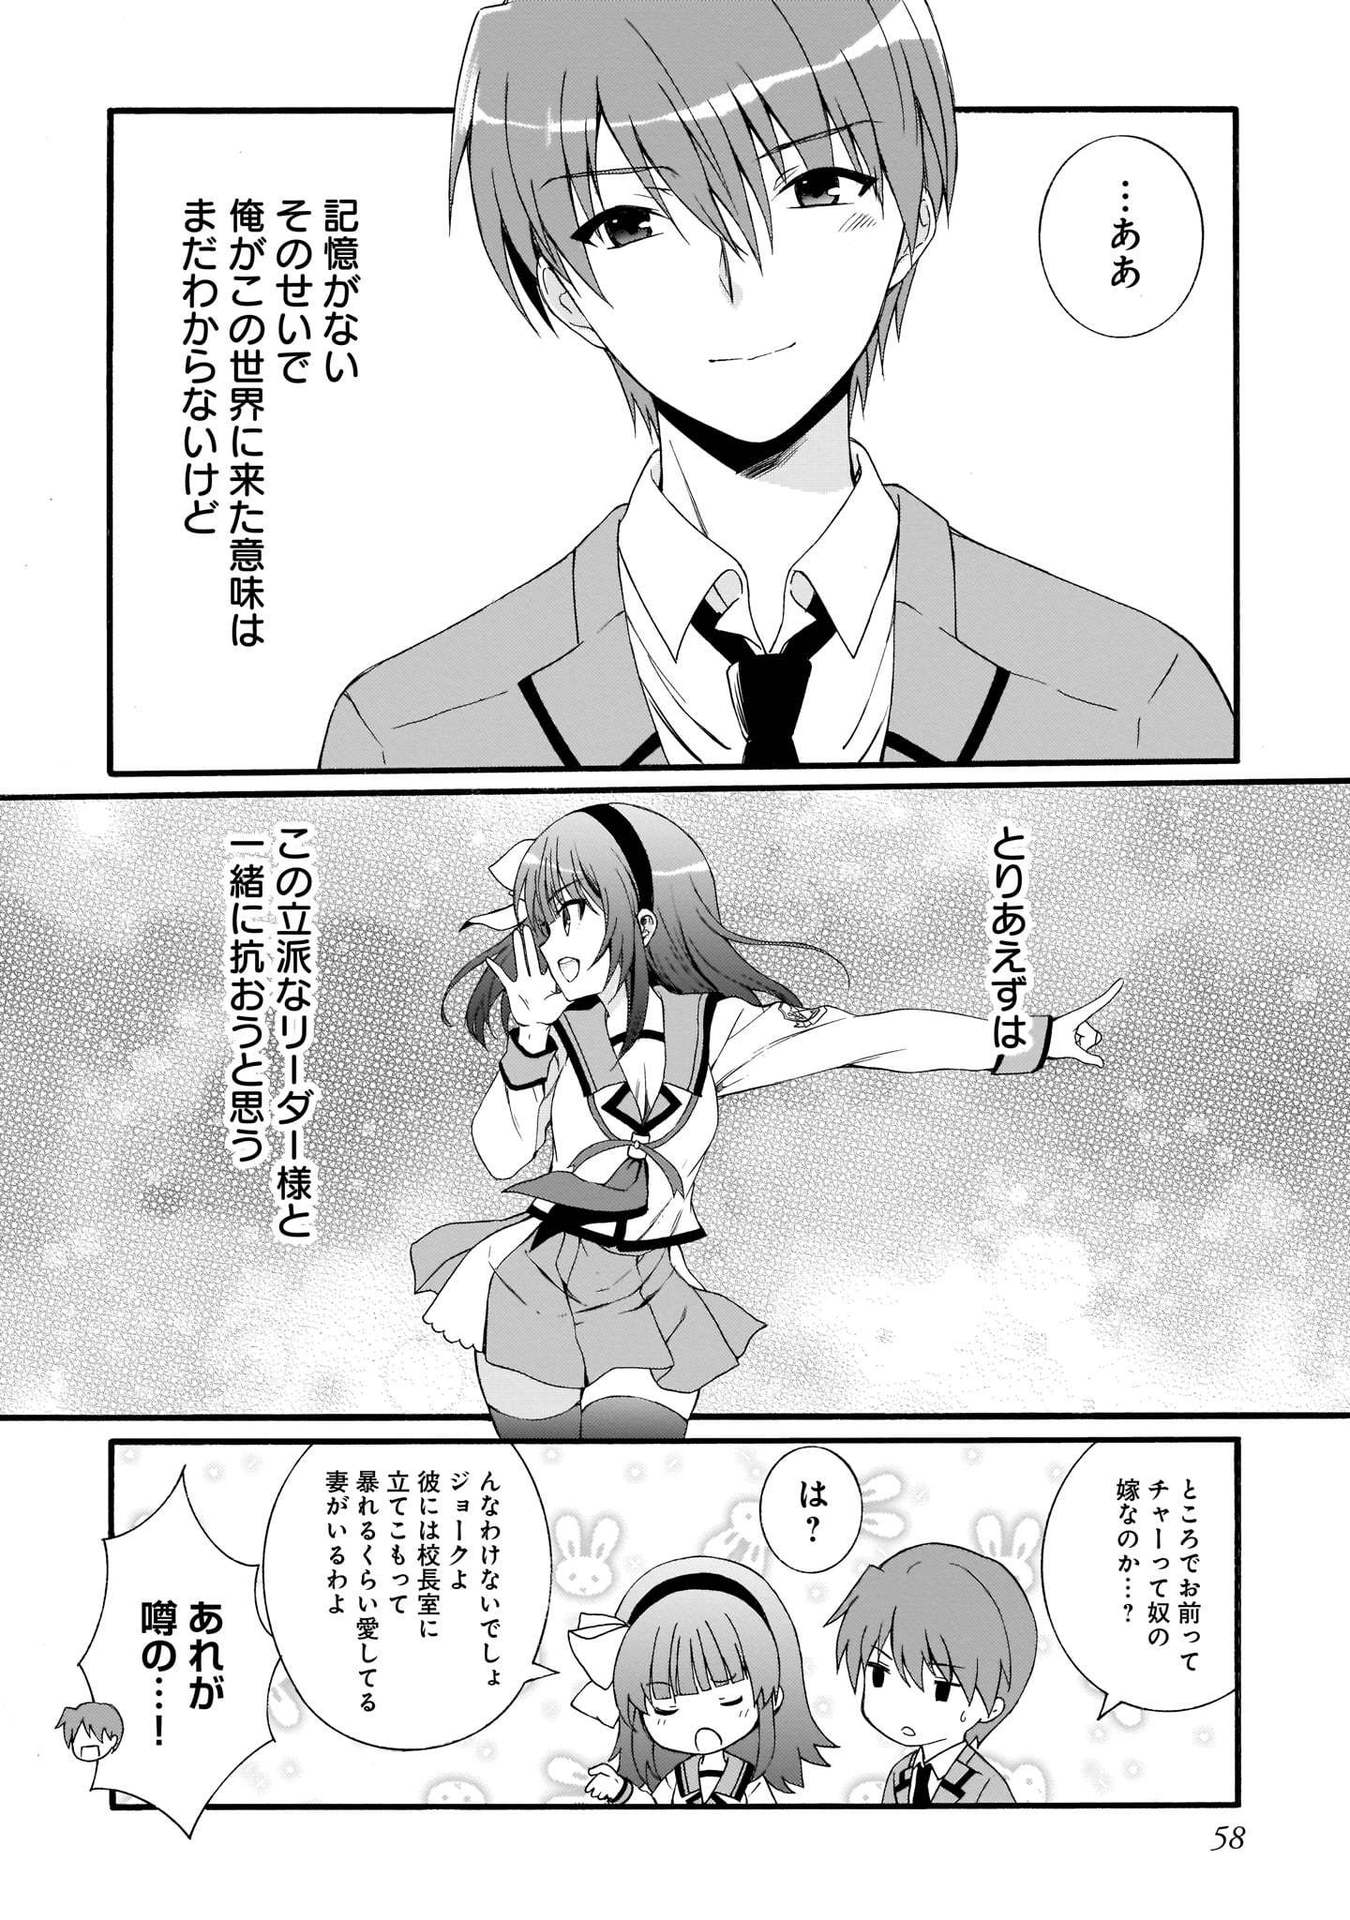 …ああ
記憶がない
そのせいで
俺がこの世界に来た意味は
まだわからないけど
とりあえずは
この立派なリーダー様と
一緒に抗おうと思う
ところでお前って
チャーって奴の
嫁なのか…？
は？
んなわけないでしょ
ジョークよ
彼には校長室に
立てこもって
暴れるくらい愛してる
妻がいるわよ
あれが
噂の…！
58